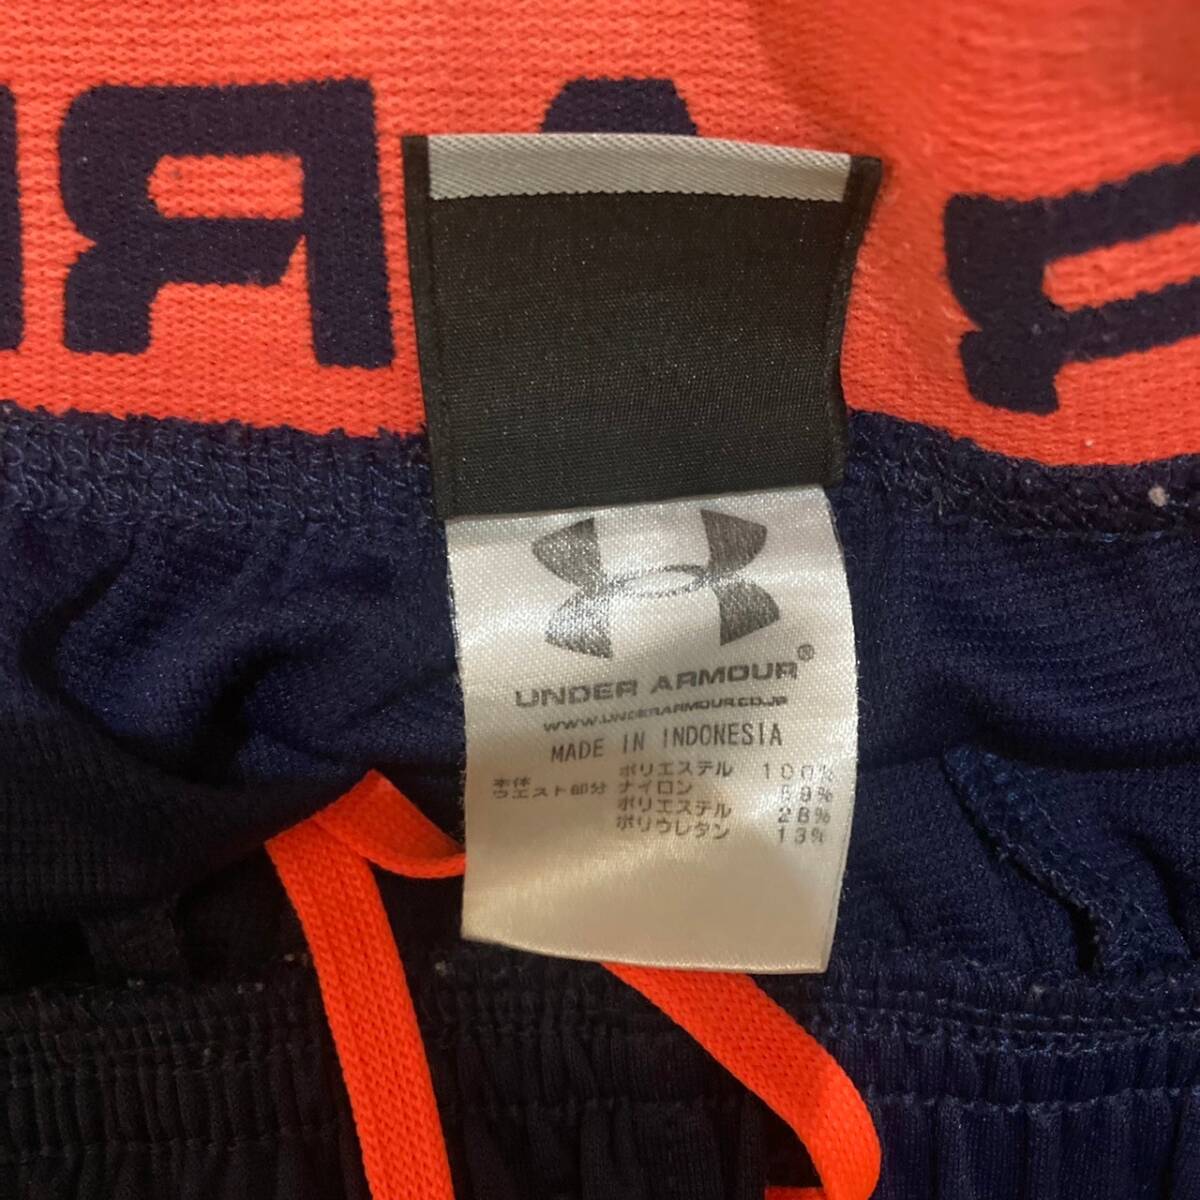 UNDER ARMOUR®
WWW.UNDERARMOUR.CO.JP
MADE IN INDONESIA
本体 ポリエステル 100%
ウエスト部分 ナイロン 59%
ポリエステル 28%
ポリウレタン 13%